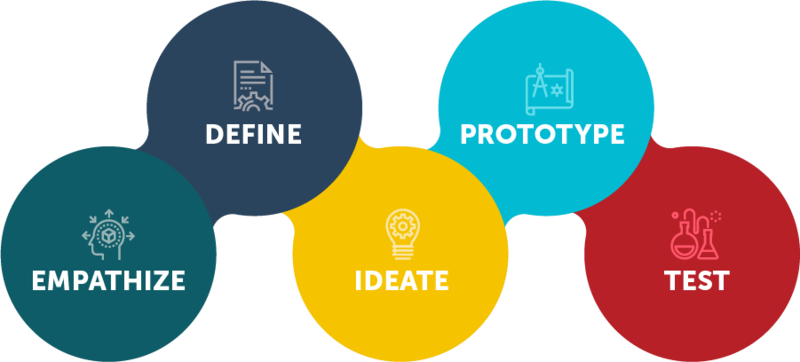 EMPATHIZE
DEFINE
IDEATE
PROTOTYPE
TEST